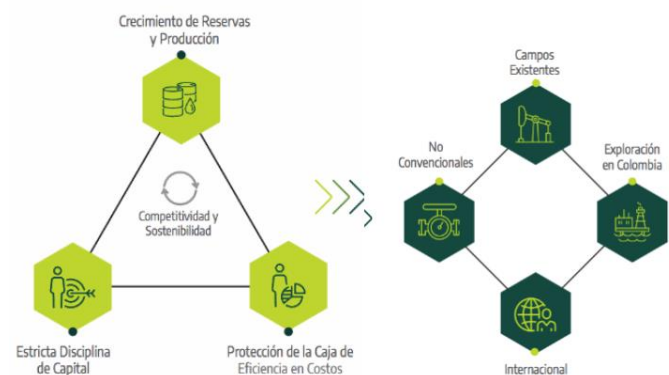 Crecimiento de Reservas
y Producción
Competitividad y
Sostenibilidad
Estricta Disciplina
de Capital
Protección de la Caja de
Eficiencia en Costos
Campos
Existentes
No
Convencionales
Exploración
en Colombia
Internacional